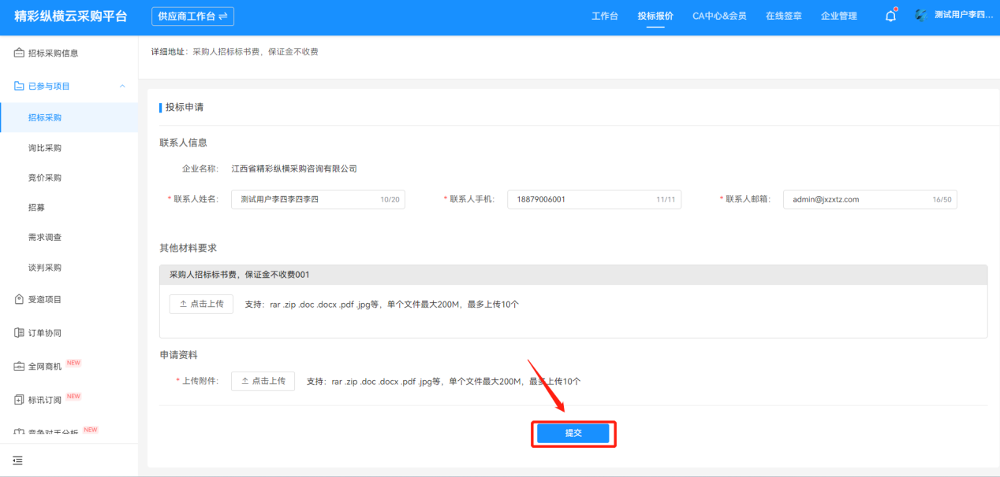 精彩纵横云采购平台
供应商工作台
工作台
投标报价
CA中心&会员
在线签章
企业管理
测试用户李四...
招标采购信息
已参与项目
招标采购
询比采购
竞价采购
招募
需求调查
谈判采购
受邀项目
订单协同
全网商机 NEW
标讯订阅 NEW
竞争对手分析 NEW
详细地址: 采购人招标标书费，保证金不收费
投标申请
联系人信息
企业名称: 江西省精彩纵横采购咨询有限公司
* 联系人姓名: 测试用户李四李四李四 10/20
* 联系人手机: 18879006001 11/11
* 联系人邮箱: admin@jxzxtz.com 16/50
其他材料要求
采购人招标标书费，保证金不收费001
点击上传 支持: rar .zip .doc .docx .pdf .jpg等，单个文件最大200M，最多上传10个
申请资料
* 上传附件: 点击上传 支持: rar .zip .doc .docx .pdf .jpg等，单个文件最大200M，最多上传10个
提交